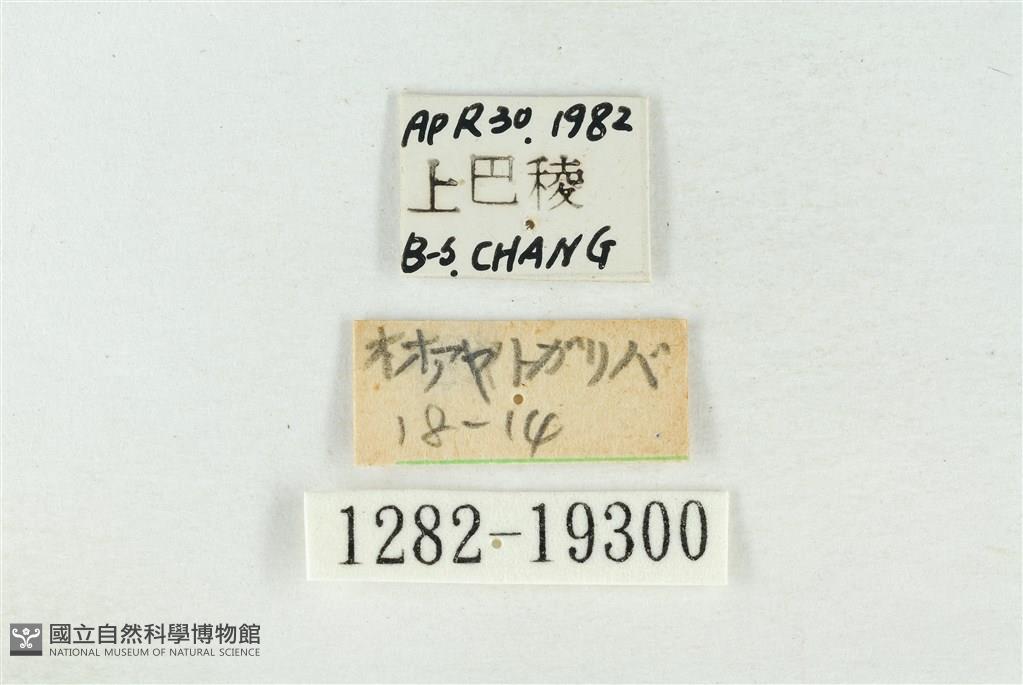 APR 30. 1982
上巴稜
B-S. CHANG
オオアヤトガリバ
18-14
1282-19300
國立自然科學博物館
NATIONAL MUSEUM OF NATURAL SCIENCE